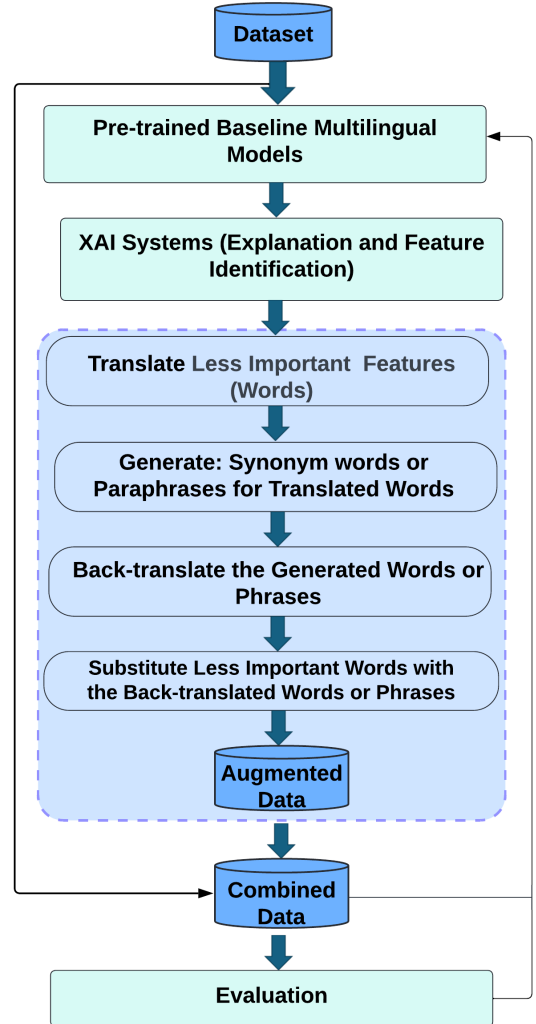 Dataset
Pre-trained Baseline Multilingual
Models
XAI Systems (Explanation and Feature
Identification)
Translate Less Important Features
(Words)
Generate: Synonym words or
Paraphrases for Translated Words
Back-translate the Generated Words or
Phrases
Substitute Less Important Words with
the Back-translated Words or Phrases
Augmented
Data
Combined
Data
Evaluation